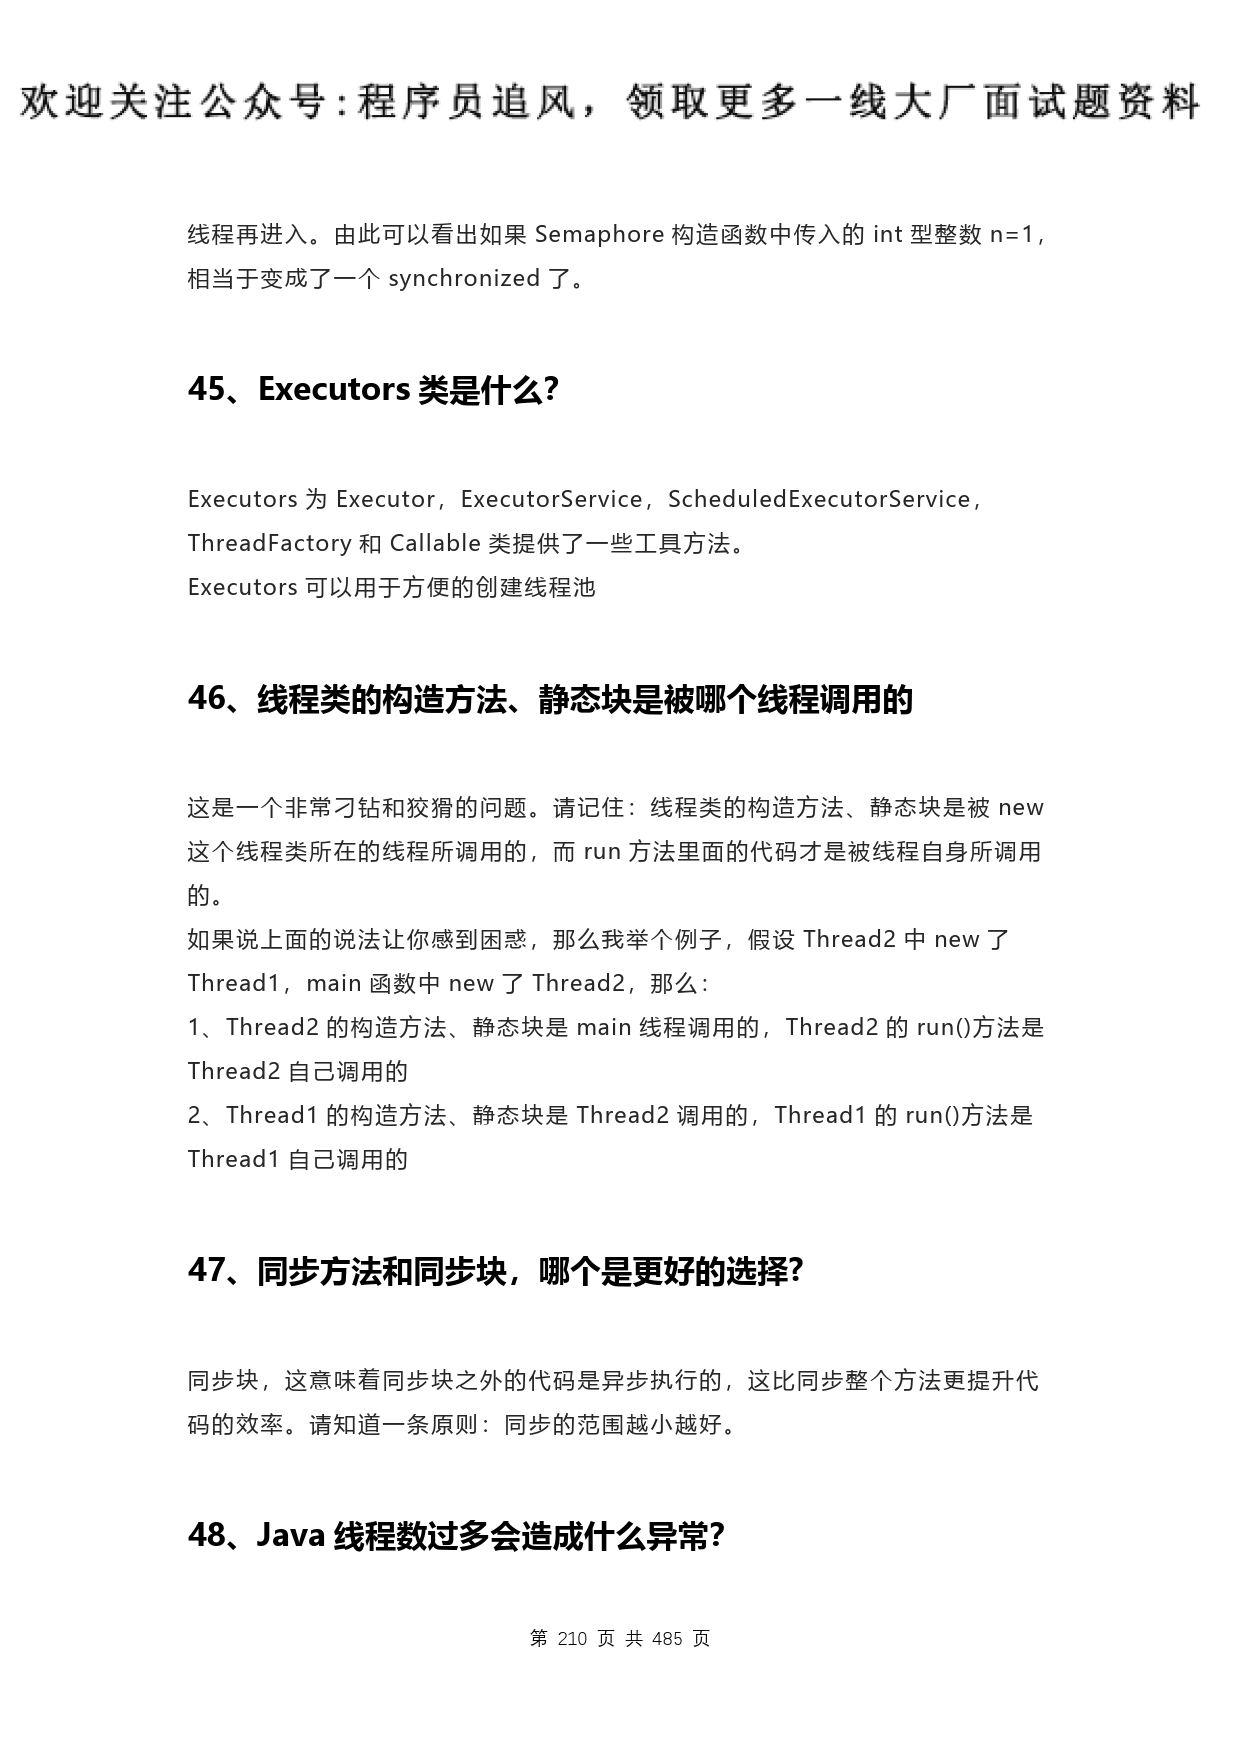 欢迎关注公众号:程序员追风，领取更多一线大厂面试题资料
线程再进入。由此可以看出如果 Semaphore 构造函数中传入的 int 型整数 n=1，
相当于变成了一个 synchronized 了。
45、Executors 类是什么？
Executors 为 Executor，ExecutorService，ScheduledExecutorService，
ThreadFactory 和 Callable 类提供了一些工具方法。
Executors 可以用于方便的创建线程池
46、线程类的构造方法、静态块是被哪个线程调用的
这是一个非常刁钻和狡猾的问题。请记住：线程类的构造方法、静态块是被 new
这个线程类所在的线程所调用的，而 run 方法里面的代码才是被线程自身所调用
的。
如果说上面的说法让你感到困惑，那么我举个例子，假设 Thread2 中 new 了
Thread1，main 函数中 new 了 Thread2，那么：
1、Thread2 的构造方法、静态块是 main 线程调用的，Thread2 的 run()方法是
Thread2 自己调用的
2、Thread1 的构造方法、静态块是 Thread2 调用的，Thread1 的 run()方法是
Thread1 自己调用的
47、同步方法和同步块，哪个是更好的选择?
同步块，这意味着同步块之外的代码是异步执行的，这比同步整个方法更提升代
码的效率。请知道一条原则：同步的范围越小越好。
48、Java 线程数过多会造成什么异常？
第 210 页 共 485 页